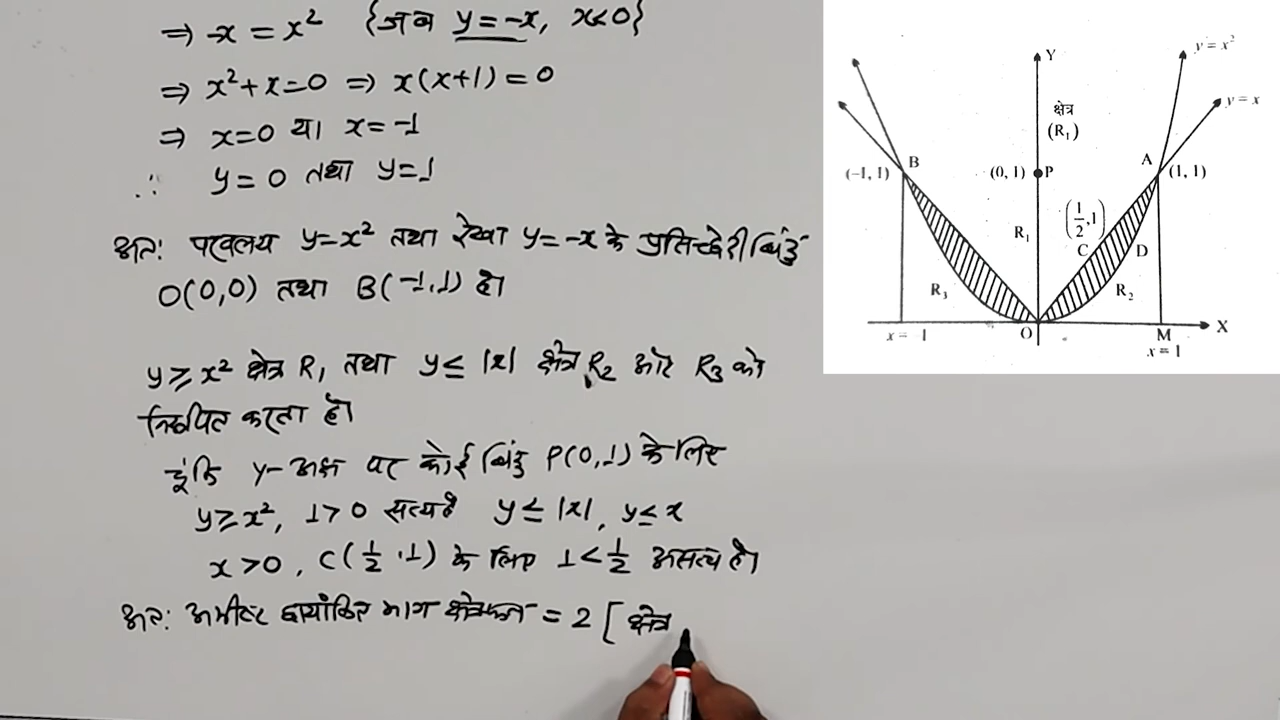 ⇒ -x = x² {जब y = -x, x<0}
⇒ x²+x=0 ⇒ x(x+1) = 0
⇒ x=0 या x=-1
∴ y=0 तथा y=1
अतः परवलय y=x² तथा रेखा y=-x के प्रतिच्छेदी बिंदु
O(0,0) तथा B(-1,1) है।
y ≥ x² क्षेत्र R₁ तथा y ≤ |x| क्षेत्र R₂ और R₃ को
निरूपित करता है।
चूंकि y-अक्ष पर कोई बिंदु P(0,1) के लिए
y ≥ x², 1>0 सत्य है y ≤ |x|, y ≤ x
x>0, C(1/2,1) के लिए 1<1/2 असत्य है।
अतः अभीष्ट छायांकित भाग क्षेत्रफल = 2 [क्षेत्र
Y
y = x²
y = x
क्षेत्र
(R₁)
B
A
(-1, 1)
(0, 1)
P
(1, 1)
(1/2, 1)
R₁
C
D
R₃
R₂
O
M
X
x = -1
x = 1